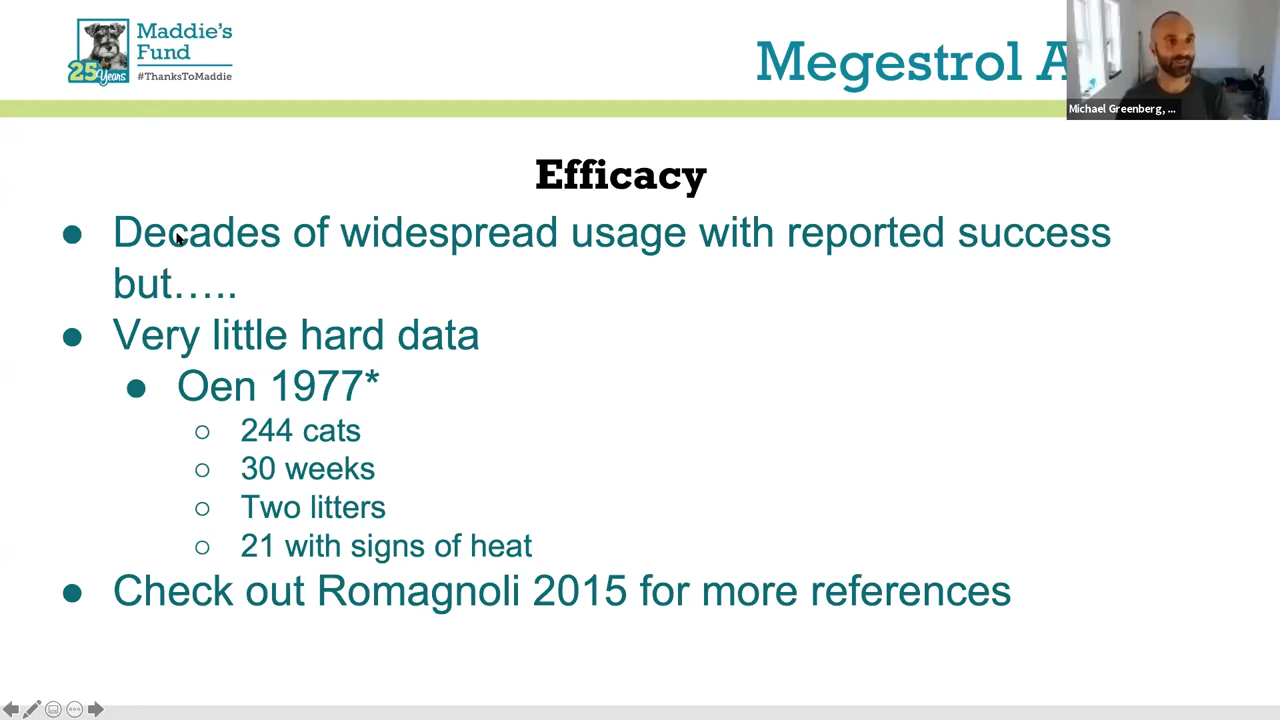 Maddie's
Fund
25 Years
#ThanksToMaddie
Megestrol A
Michael Greenberg, ...
Efficacy
● Decades of widespread usage with reported success
but…..
● Very little hard data
● Oen 1977*
○ 244 cats
○ 30 weeks
○ Two litters
○ 21 with signs of heat
● Check out Romagnoli 2015 for more references